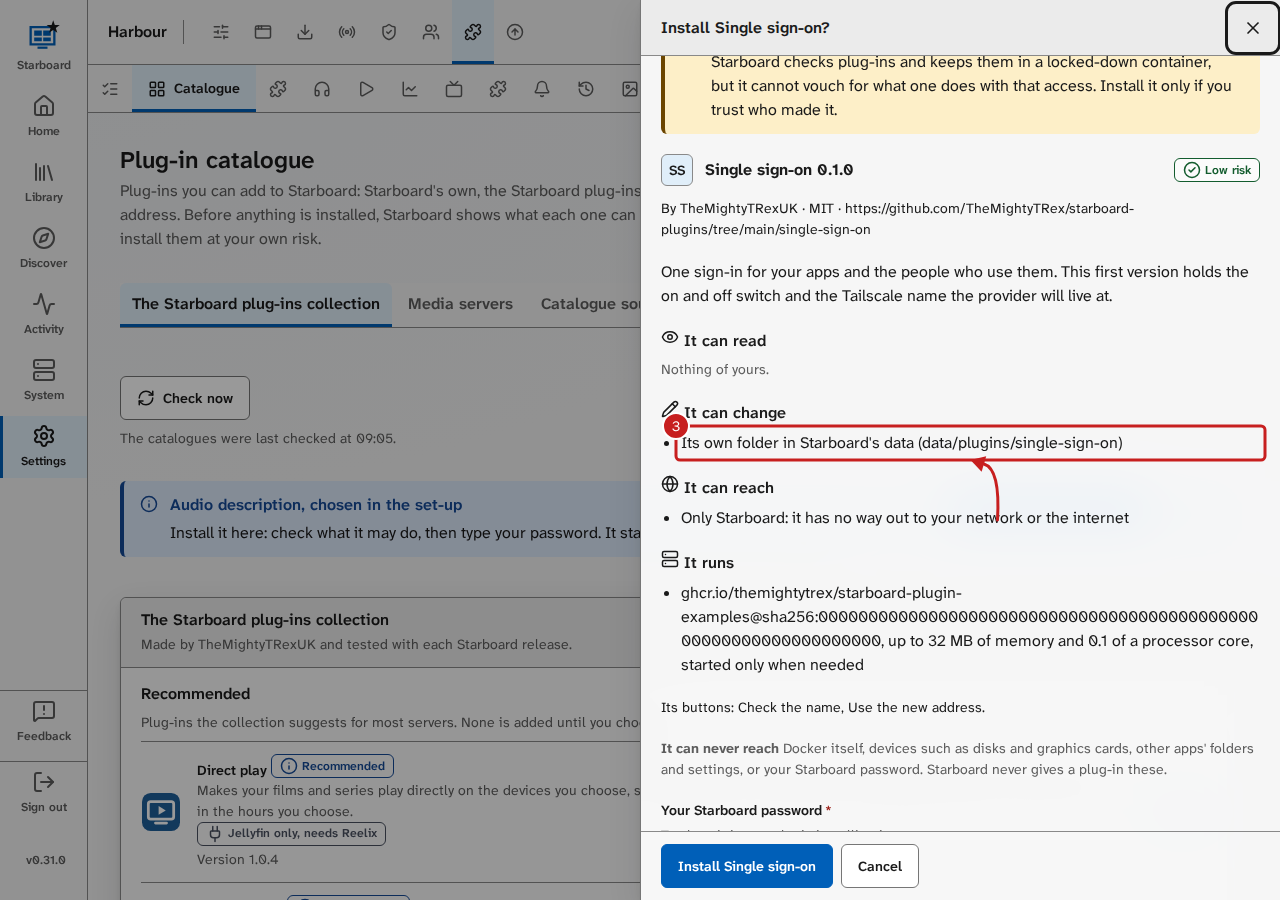 Starboard
Home
Library
Discover
Activity
System
Settings
Feedback
Sign out
v0.31.0
Harbour
Catalogue
Plug-in catalogue
Plug-ins you can add to Starboard: Starboard's own, the Starboard plug-ins
address. Before anything is installed, Starboard shows what each one can
install them at your own risk.
The Starboard plug-ins collection
Media servers
Catalogue
Check now
The catalogues were last checked at 09:05.
Audio description, chosen in the set-up
Install it here: check what it may do, then type your password. It
The Starboard plug-ins collection
Made by TheMightyTRexUK and tested with each Starboard release.
Recommended
Plug-ins the collection suggests for most servers. None is added until you
Direct play
Recommended
Makes your films and series play directly on the devices you choose,
in the hours you choose.
Jellyfin only, needs Reelix
Version 1.0.4
Install Single sign-on?
Starboard checks plug-ins and keeps them in a locked-down container,
but it cannot vouch for what one does with that access. Install it only if you
trust who made it.
SS
Single sign-on 0.1.0
Low risk
By TheMightyTRexUK · MIT · https://github.com/TheMightyTRex/starboard-
plugins/tree/main/single-sign-on
One sign-in for your apps and the people who use them. This first version holds the
on and off switch and the Tailscale name the provider will live at.
It can read
Nothing of yours.
It can change
3
• Its own folder in Starboard's data (data/plugins/single-sign-on)
It can reach
• Only Starboard: it has no way out to your network or the internet
It runs
• ghcr.io/themightytrex/starboard-plugin-
examples@sha256:00000000000000000000000000000000000000000000
00000000000000000000, up to 32 MB of memory and 0.1 of a processor core,
started only when needed
Its buttons: Check the name, Use the new address.
It can never reach Docker itself, devices such as disks and graphics cards, other apps' folders
and settings, or your Starboard password. Starboard never gives a plug-in these.
Your Starboard password *
Install Single sign-on
Cancel